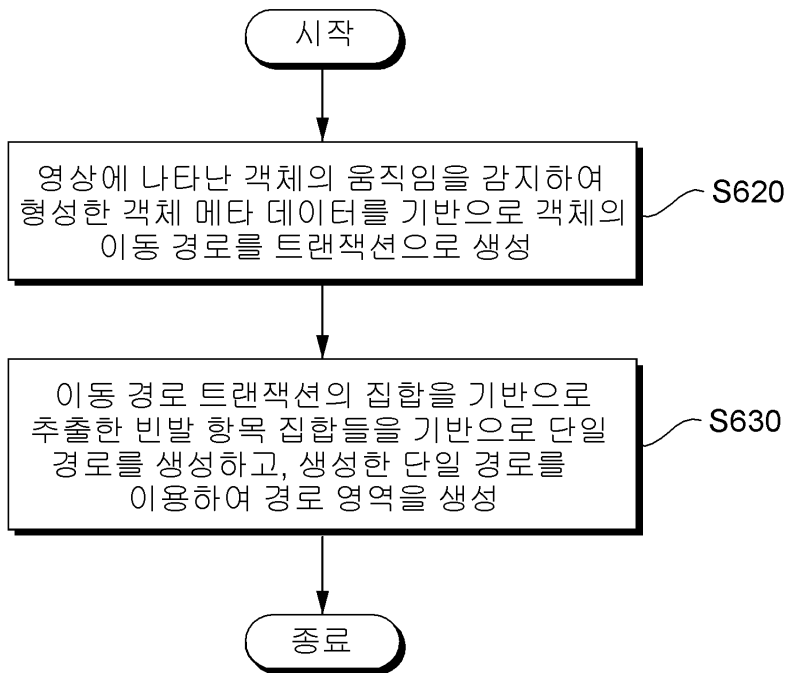 시작
영상에 나타난 객체의 움직임을 감지하여
형성한 객체 메타 데이터를 기반으로 객체의
이동 경로를 트랜잭션으로 생성
S620
이동 경로 트랜잭션의 집합을 기반으로
추출한 빈발 항목 집합들을 기반으로 단일
경로를 생성하고, 생성한 단일 경로를
이용하여 경로 영역을 생성
S630
종료